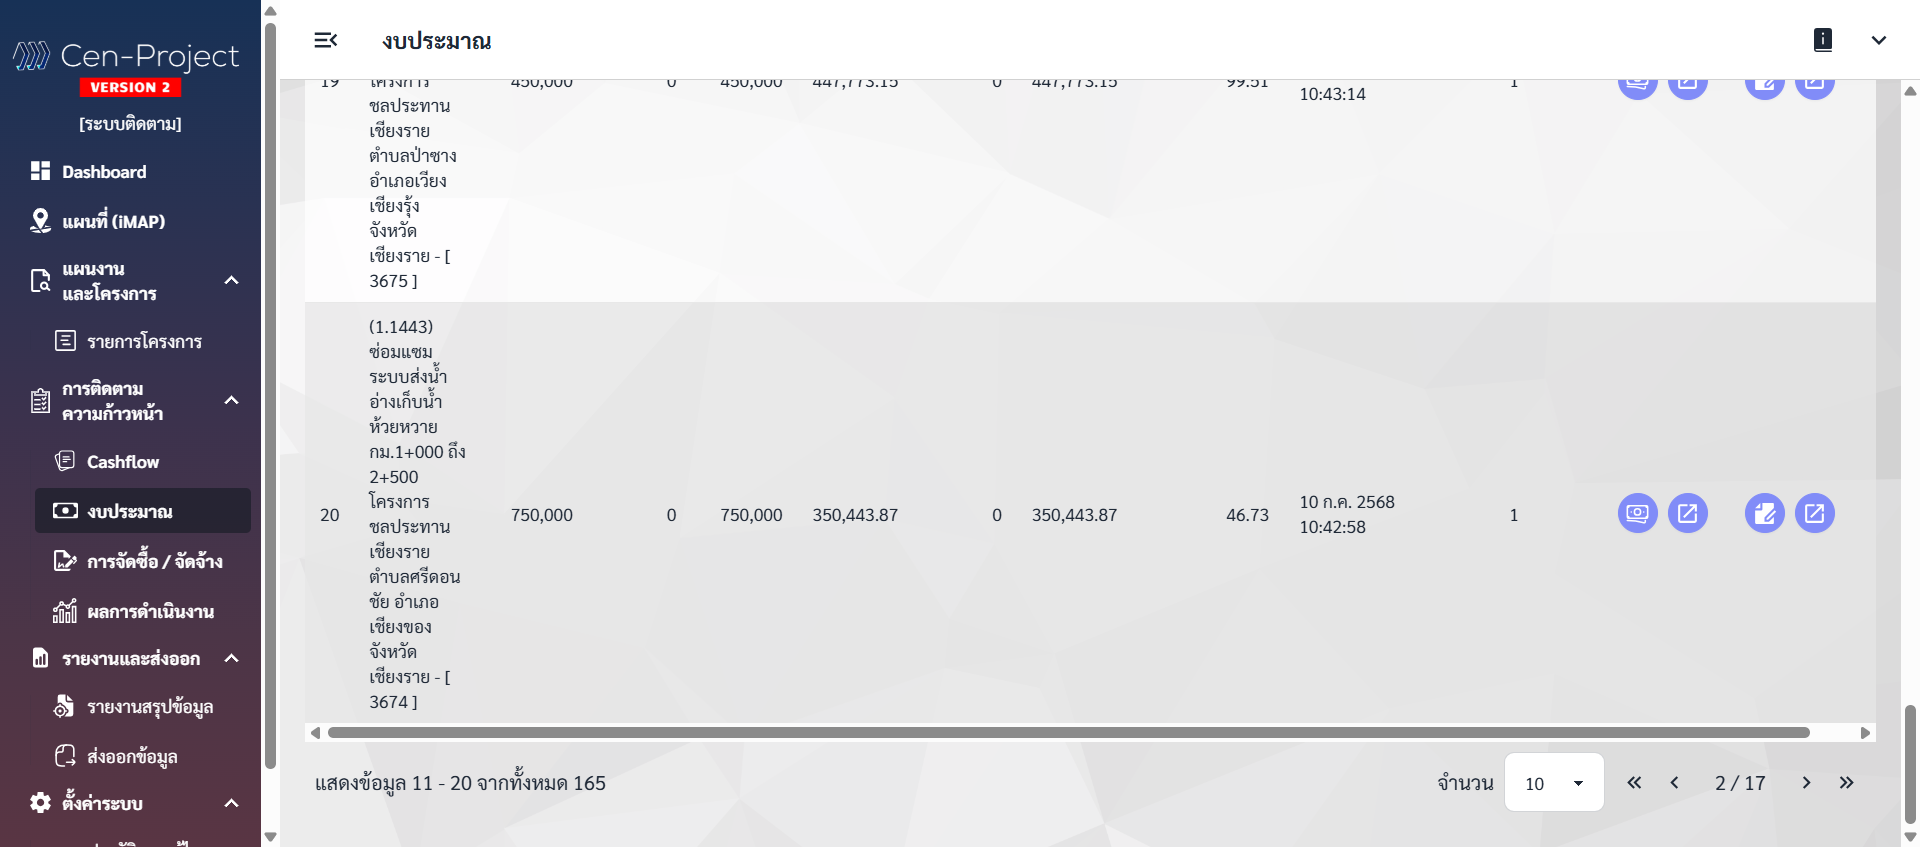 Cen-Project
VERSION 2
[ระบบติดตาม]
Dashboard
แผนที่ (iMAP)
แผนงาน
และโครงการ
รายการโครงการ
การติดตาม
ความก้าวหน้า
Cashflow
งบประมาณ
การจัดซื้อ / จัดจ้าง
ผลการดำเนินงาน
รายงานและส่งออก
รายงานสรุปข้อมูล
ส่งออกข้อมูล
ตั้งค่าระบบ
งบประมาณ
19 โครงการ 450,000 0 450,000 447,773.15 0 447,773.15 99.51 1
10:43:14
ชลประทาน
เชียงราย
ตำบลป่าซาง
อำเภอเวียง
เชียงรุ้ง
จังหวัด
เชียงราย - [
3675 ]
(1.1443)
ซ่อมแซม
ระบบส่งน้ำ
อ่างเก็บน้ำ
ห้วยหวาย
กม.1+000 ถึง
2+500
โครงการ
ชลประทาน
เชียงราย
ตำบลศรีดอน
ชัย อำเภอ
เชียงของ
จังหวัด
เชียงราย - [
3674 ]
20 750,000 0 750,000 350,443.87 0 350,443.87 46.73 10 ก.ค. 2568 1
10:42:58
แสดงข้อมูล 11 - 20 จากทั้งหมด 165
จำนวน 10 2 / 17